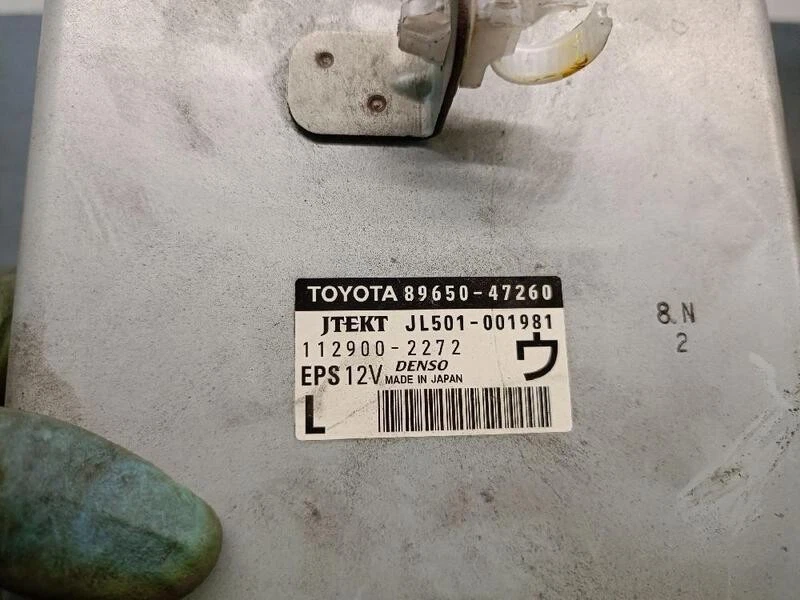 TOYOTA 89650-47260
JTEKT JL501-001981
112900-2272
ウ
EPS 12V DENSO
MADE IN JAPAN
L
8 N
2